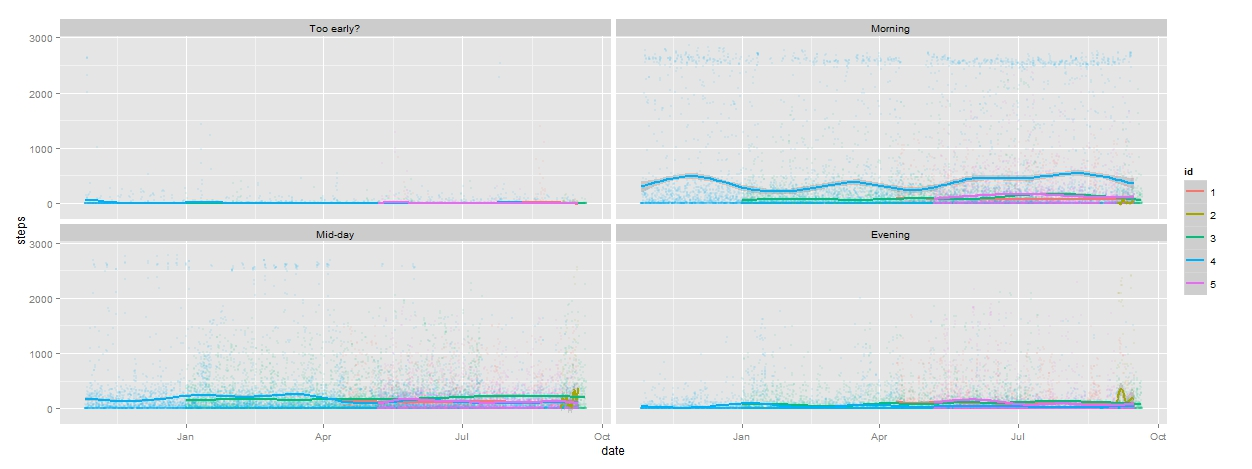 Too early?
Morning
3000
2000
1000
0
Mid-day
Evening
3000
2000
1000
0
Jan
Apr
Jul
Oct
Jan
Apr
Jul
Oct
steps
date
id
1
2
3
4
5